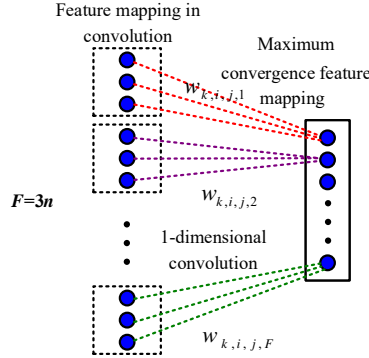 Feature mapping in
convolution
Maximum
convergence feature
mapping
w k,i,j,1
F=3n
w k,i,j,2
1-dimensional
convolution
w k,i,j,F